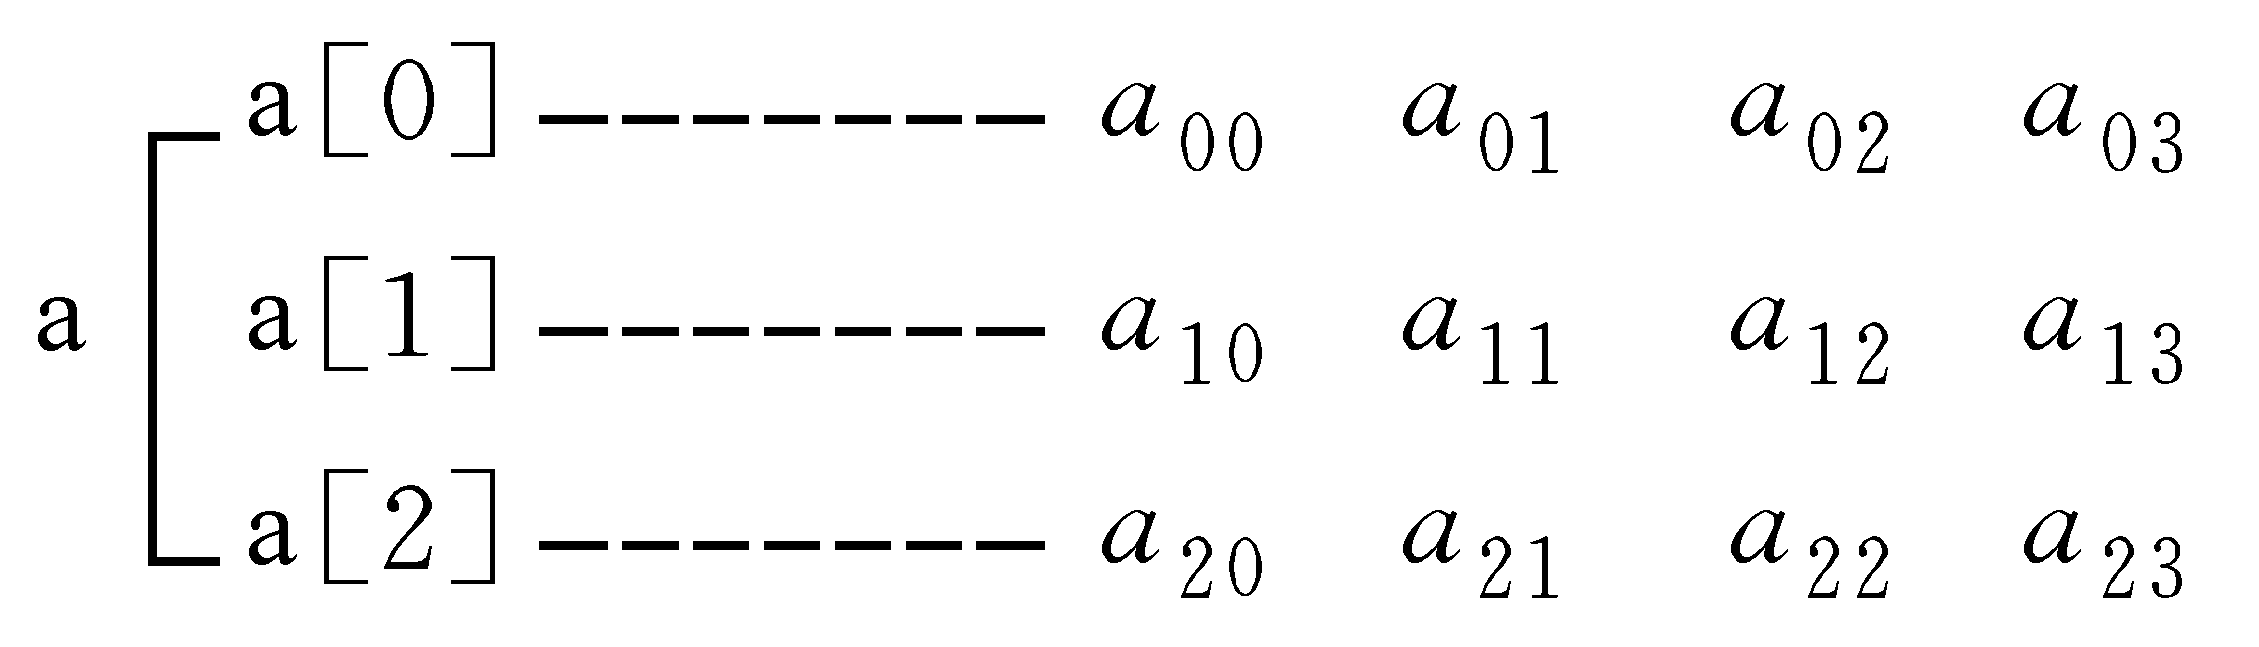 a[0]------- a₀₀ a₀₁ a₀₂ a₀₃
a a[1]------- a₁₀ a₁₁ a₁₂ a₁₃
a[2]------- a₂₀ a₂₁ a₂₂ a₂₃